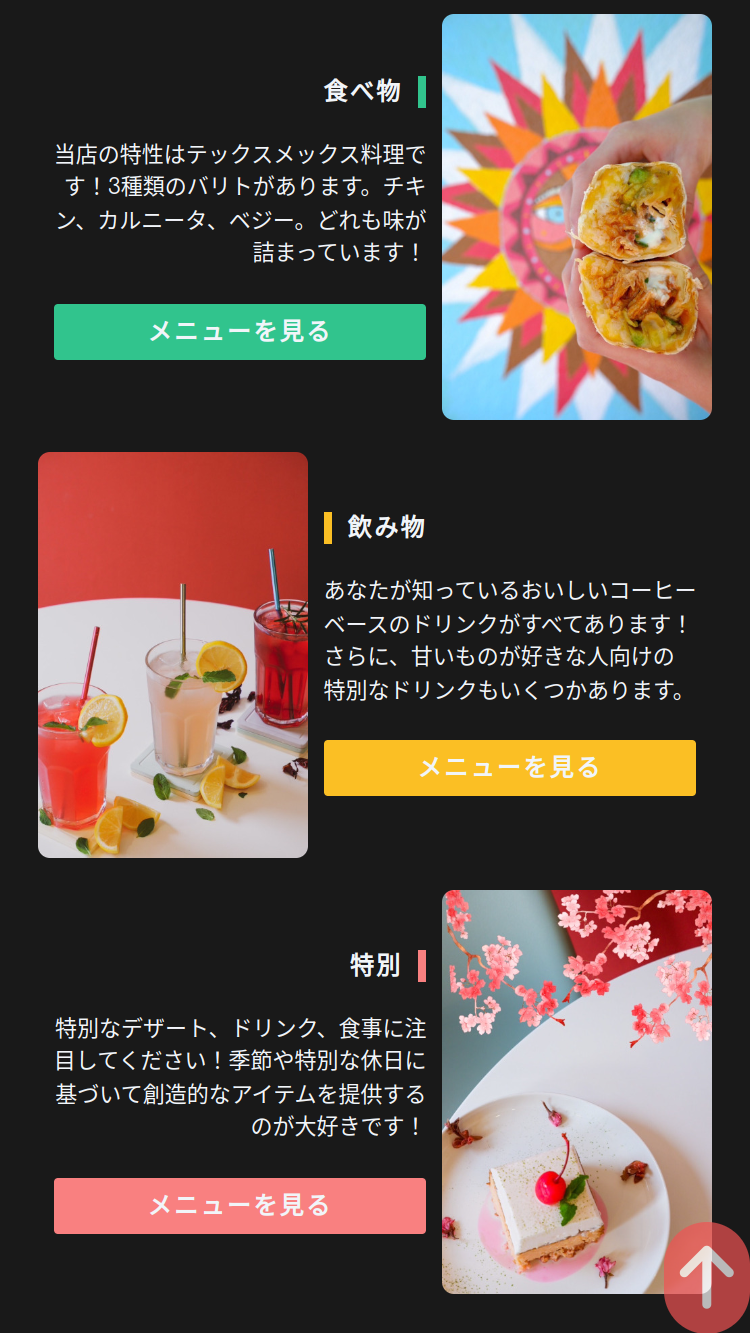 食べ物
当店の特性はテックスメックス料理で
す！3種類のバリトがあります。チキ
ン、カルニータ、ベジー。どれも味が
詰まっています！
メニューを見る
飲み物
あなたが知っているおいしいコーヒー
ベースのドリンクがすべてあります！
さらに、甘いものが好きな人向けの
特別なドリンクもいくつかあります。
メニューを見る
特別
特別なデザート、ドリンク、食事に注
目してください！季節や特別な休日に
基づいて創造的なアイテムを提供する
のが大好きです！
メニューを見る